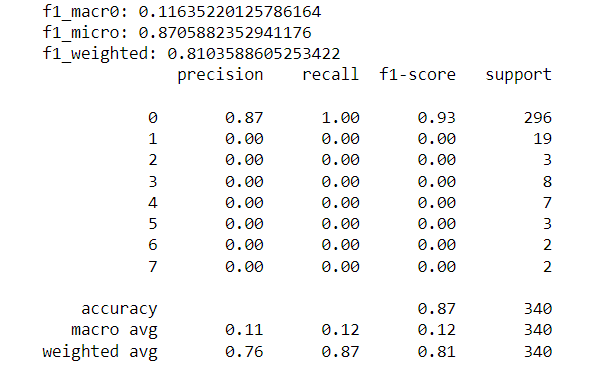 f1_macr0: 0.11635220125786164
f1_micro: 0.8705882352941176
f1_weighted: 0.8103588605253422
precision recall f1-score support
0 0.87 1.00 0.93 296
1 0.00 0.00 0.00 19
2 0.00 0.00 0.00 3
3 0.00 0.00 0.00 8
4 0.00 0.00 0.00 7
5 0.00 0.00 0.00 3
6 0.00 0.00 0.00 2
7 0.00 0.00 0.00 2
accuracy 0.87 340
macro avg 0.11 0.12 0.12 340
weighted avg 0.76 0.87 0.81 340